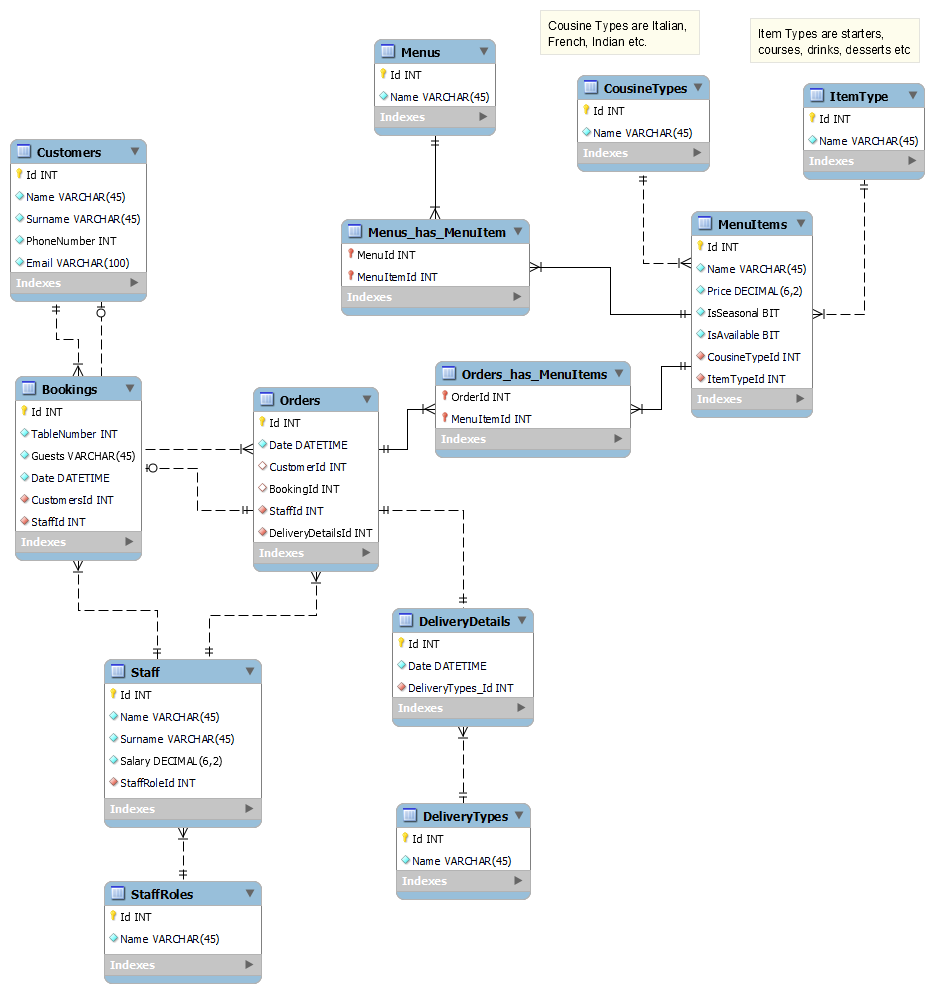 Cousine Types are Italian,
French, Indian etc.
Item Types are starters,
courses, drinks, desserts etc
Menus
Id INT
Name VARCHAR(45)
Indexes
CousineTypes
Id INT
Name VARCHAR(45)
Indexes
ItemType
Id INT
Name VARCHAR(45)
Indexes
Customers
Id INT
Name VARCHAR(45)
Surname VARCHAR(45)
PhoneNumber INT
Email VARCHAR(100)
Indexes
Menus_has_MenuItem
MenuId INT
MenuItemId INT
Indexes
MenuItems
Id INT
Name VARCHAR(45)
Price DECIMAL(6,2)
IsSeasonal BIT
IsAvailable BIT
CousineTypeId INT
ItemTypeId INT
Indexes
Bookings
Id INT
TableNumber INT
Guests VARCHAR(45)
Date DATETIME
CustomersId INT
StaffId INT
Indexes
Orders
Id INT
Date DATETIME
CustomerId INT
BookingId INT
StaffId INT
DeliveryDetailsId INT
Indexes
Orders_has_MenuItems
OrderId INT
MenuItemId INT
Indexes
DeliveryDetails
Id INT
Date DATETIME
DeliveryTypes_Id INT
Indexes
Staff
Id INT
Name VARCHAR(45)
Surname VARCHAR(45)
Salary DECIMAL(6,2)
StaffRoleId INT
Indexes
DeliveryTypes
Id INT
Name VARCHAR(45)
Indexes
StaffRoles
Id INT
Name VARCHAR(45)
Indexes